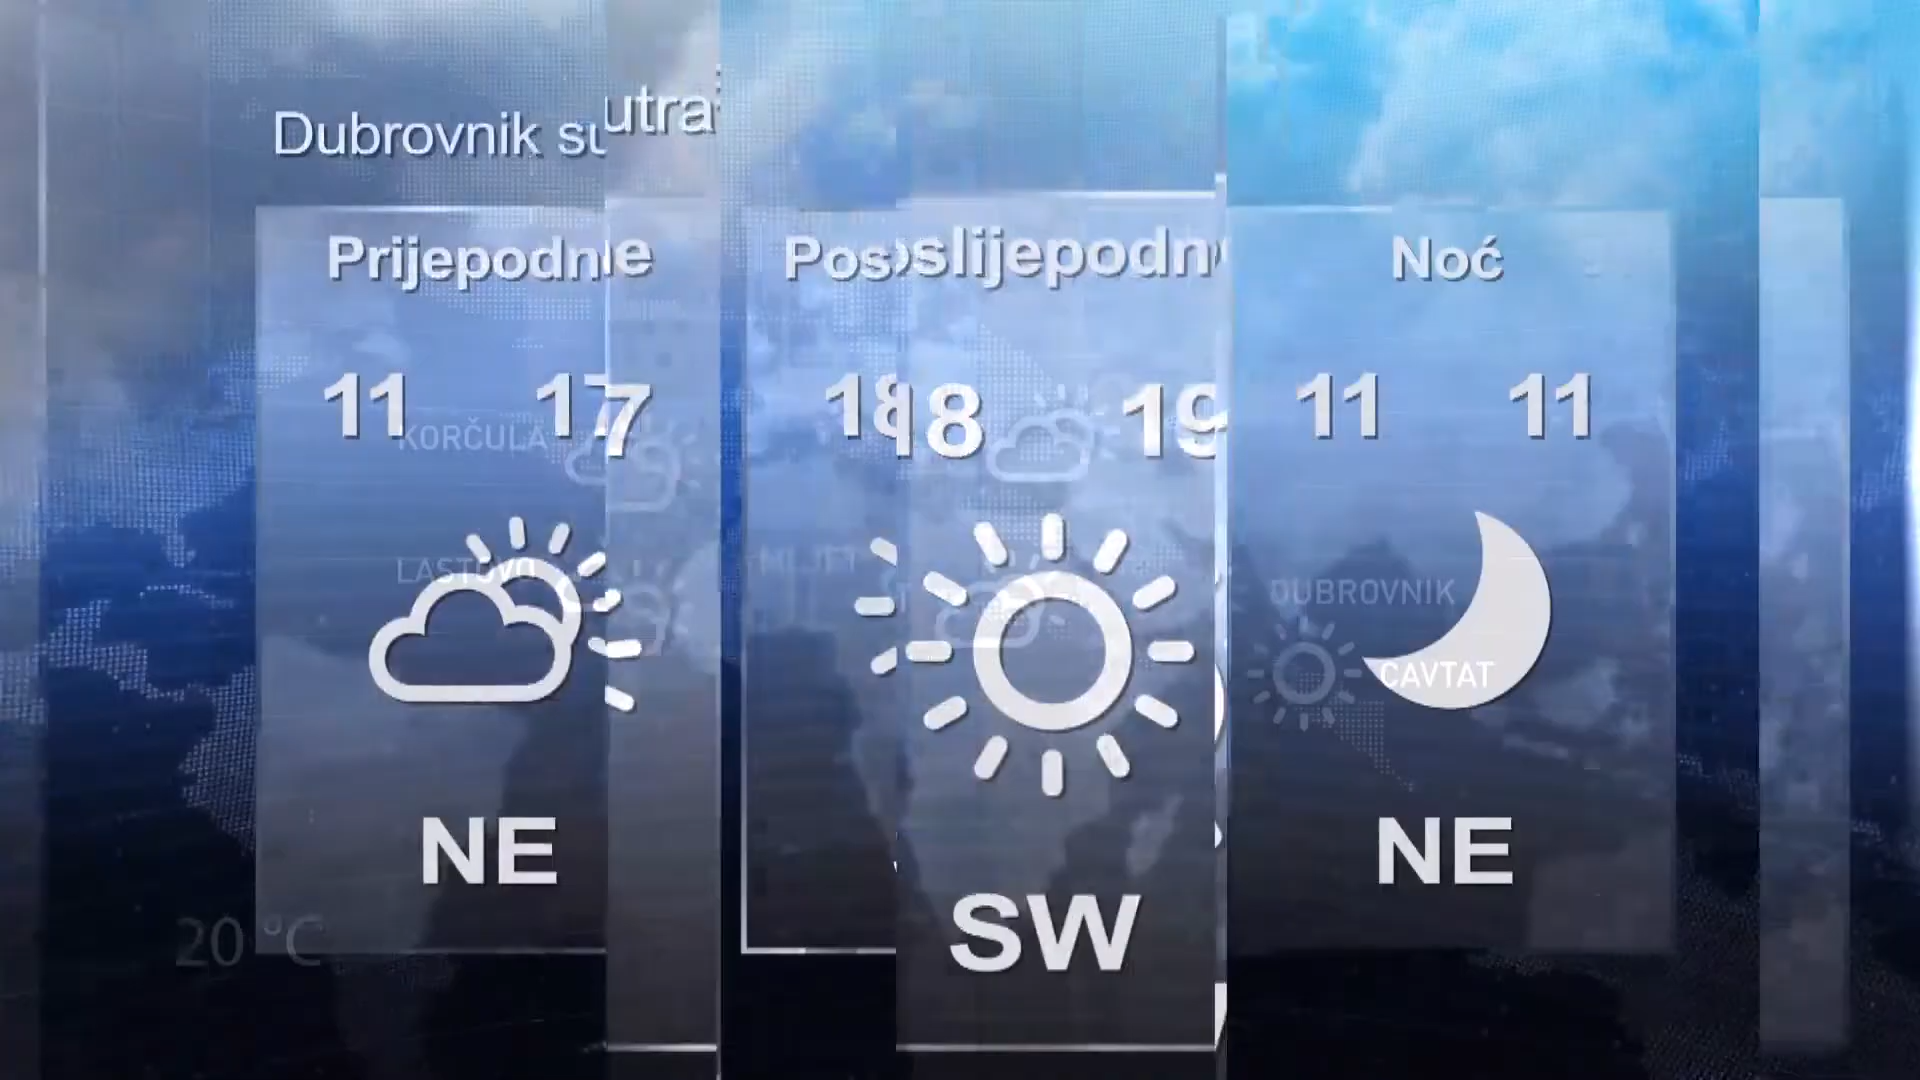 Dubrovnik sutra
Prijepodne
Poslijepodne
Noć
11 17
18 19
11 11
KORČULA
LASTOVO
MLJET
DUBROVNIK
CAVTAT
NE
SW
NE
20 °C